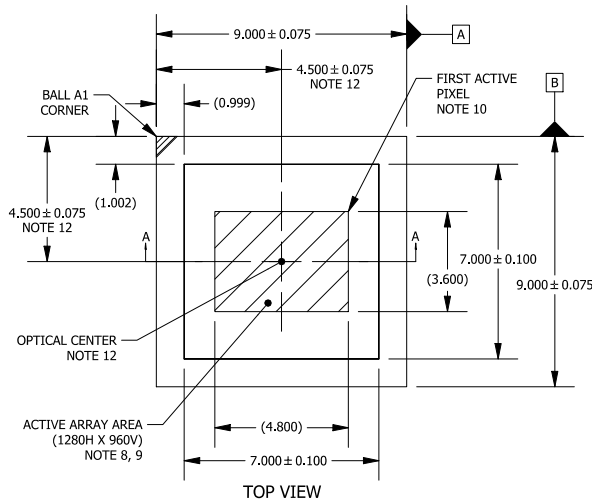 9.000 ± 0.075
A
4.500 ± 0.075
NOTE 12
FIRST ACTIVE
PIXEL
NOTE 10
BALL A1
CORNER
(0.999)
B
(1.002)
4.500 ± 0.075
NOTE 12
A
A
7.000 ± 0.100
(3.600)
9.000 ± 0.075
OPTICAL CENTER
NOTE 12
ACTIVE ARRAY AREA
(1280H X 960V)
NOTE 8, 9
(4.800)
7.000 ± 0.100
TOP VIEW